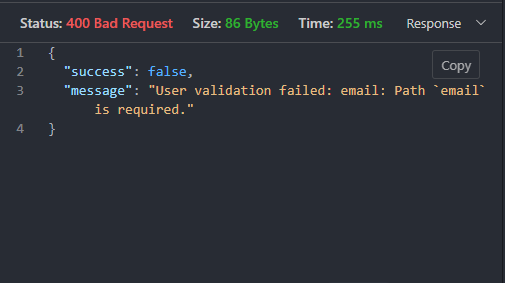 Status: 400 Bad Request Size: 86 Bytes Time: 255 ms Response
1 {
Copy
2 "success": false,
3 "message": "User validation failed: email: Path `email`
is required."
4 }